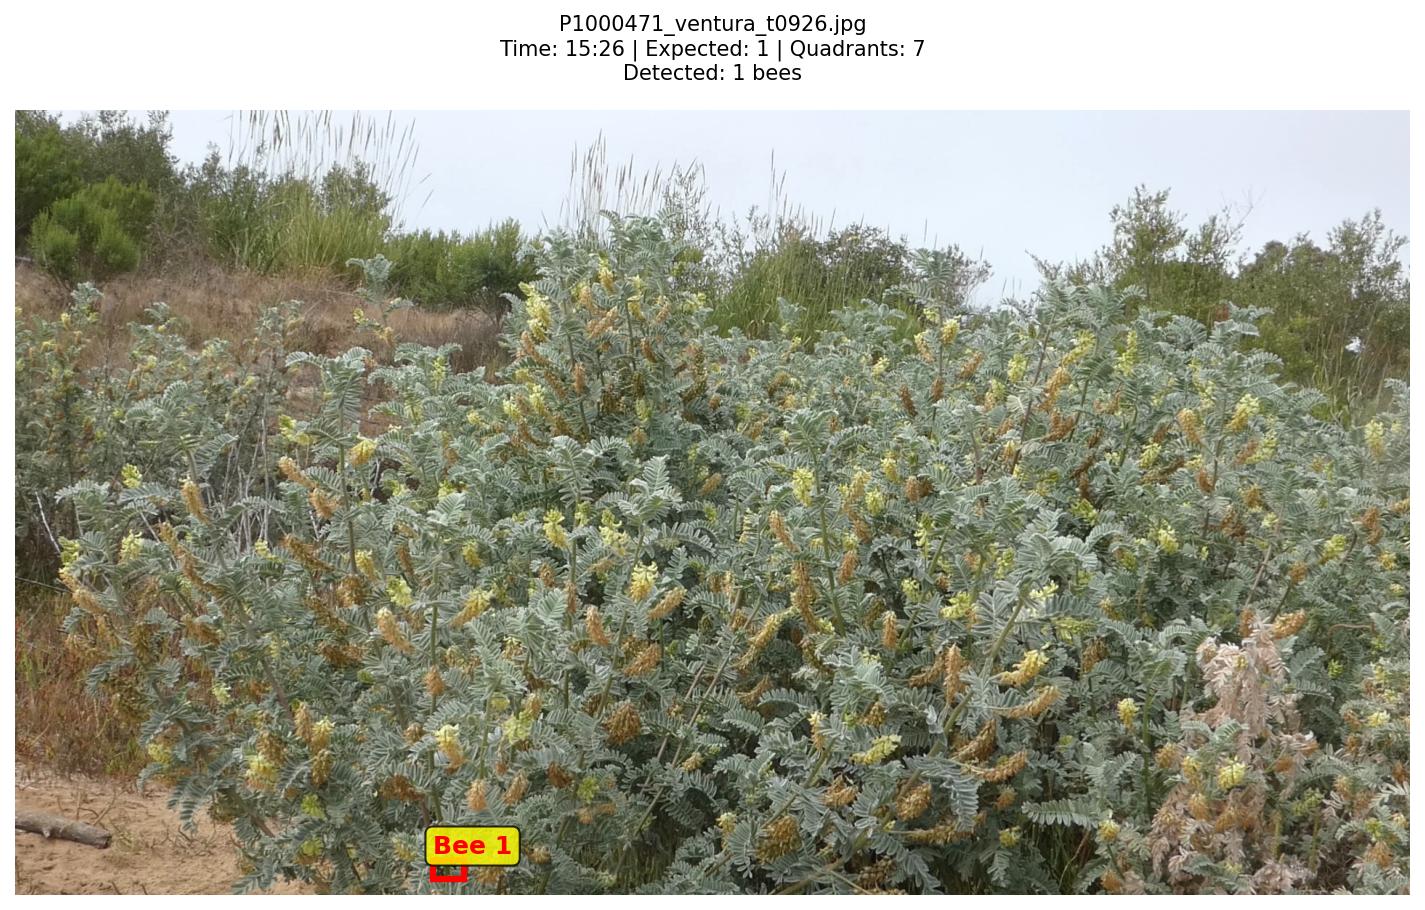 P1000471_ventura_t0926.jpg
Time: 15:26 | Expected: 1 | Quadrants: 7
Detected: 1 bees
Bee 1